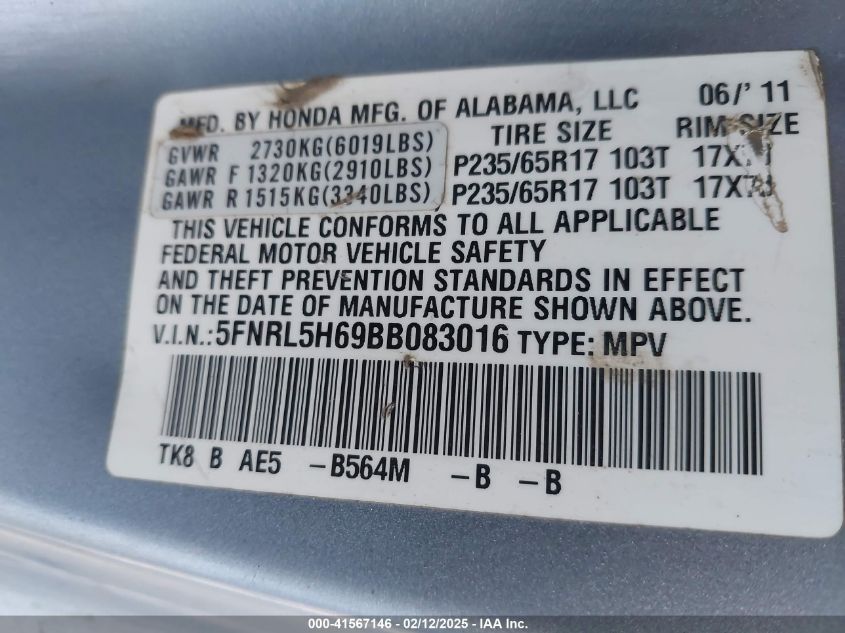 MFD. BY HONDA MFG. OF ALABAMA, LLC 06/'11
GVWR 2730KG(6019LBS) TIRE SIZE RIM SIZE
GAWR F 1320KG(2910LBS) P235/65R17 103T
GAWR R 1515KG(3340LBS) P235/65R17 103T
THIS VEHICLE CONFORMS TO ALL APPLICABLE
FEDERAL MOTOR VEHICLE SAFETY
AND THEFT PREVENTION STANDARDS IN EFFECT
ON THE DATE OF MANUFACTURE SHOWN ABOVE.
V.I.N.: 5FNRL5H69BB083016 TYPE: MPV
TK8 B AE5 -B564M -B -B
000-41567146 - 02/12/2025 - IAA Inc.